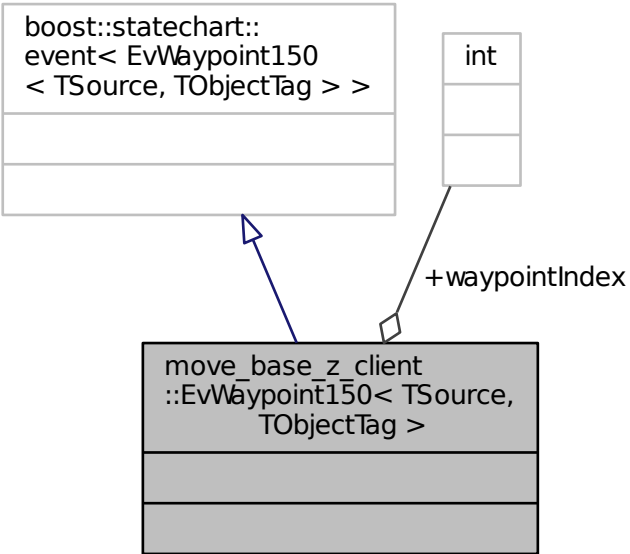 boost::statechart::
event< EvWaypoint150
< TSource, TObjectTag > >
int
+waypointIndex
move_base_z_client
::EvWaypoint150< TSource,
TObjectTag >